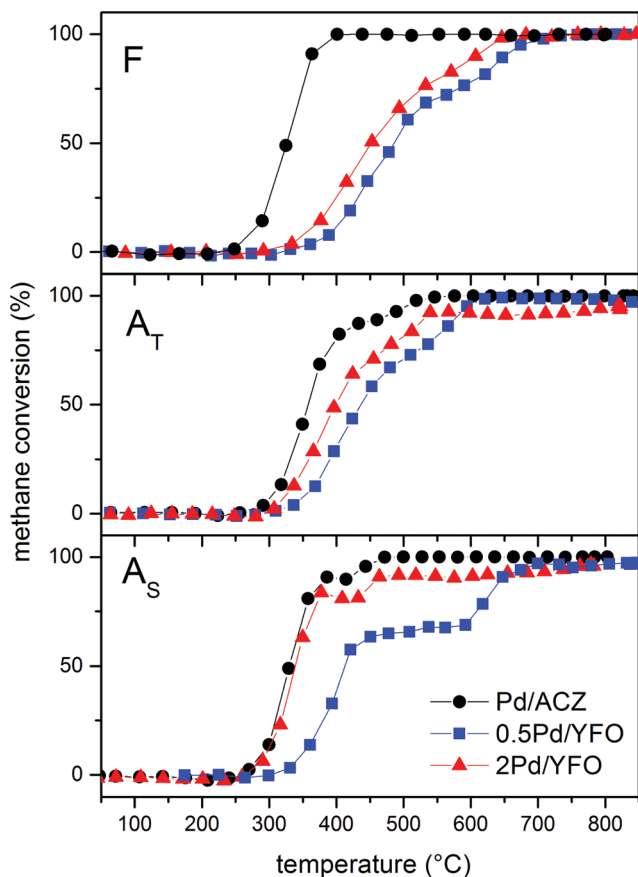 methane conversion (%)
100
F
50
0
100
A_T
50
0
100
A_S
50
0
Pd/ACZ
0.5Pd/YFO
2Pd/YFO
100 200 300 400 500 600 700 800
temperature (°C)